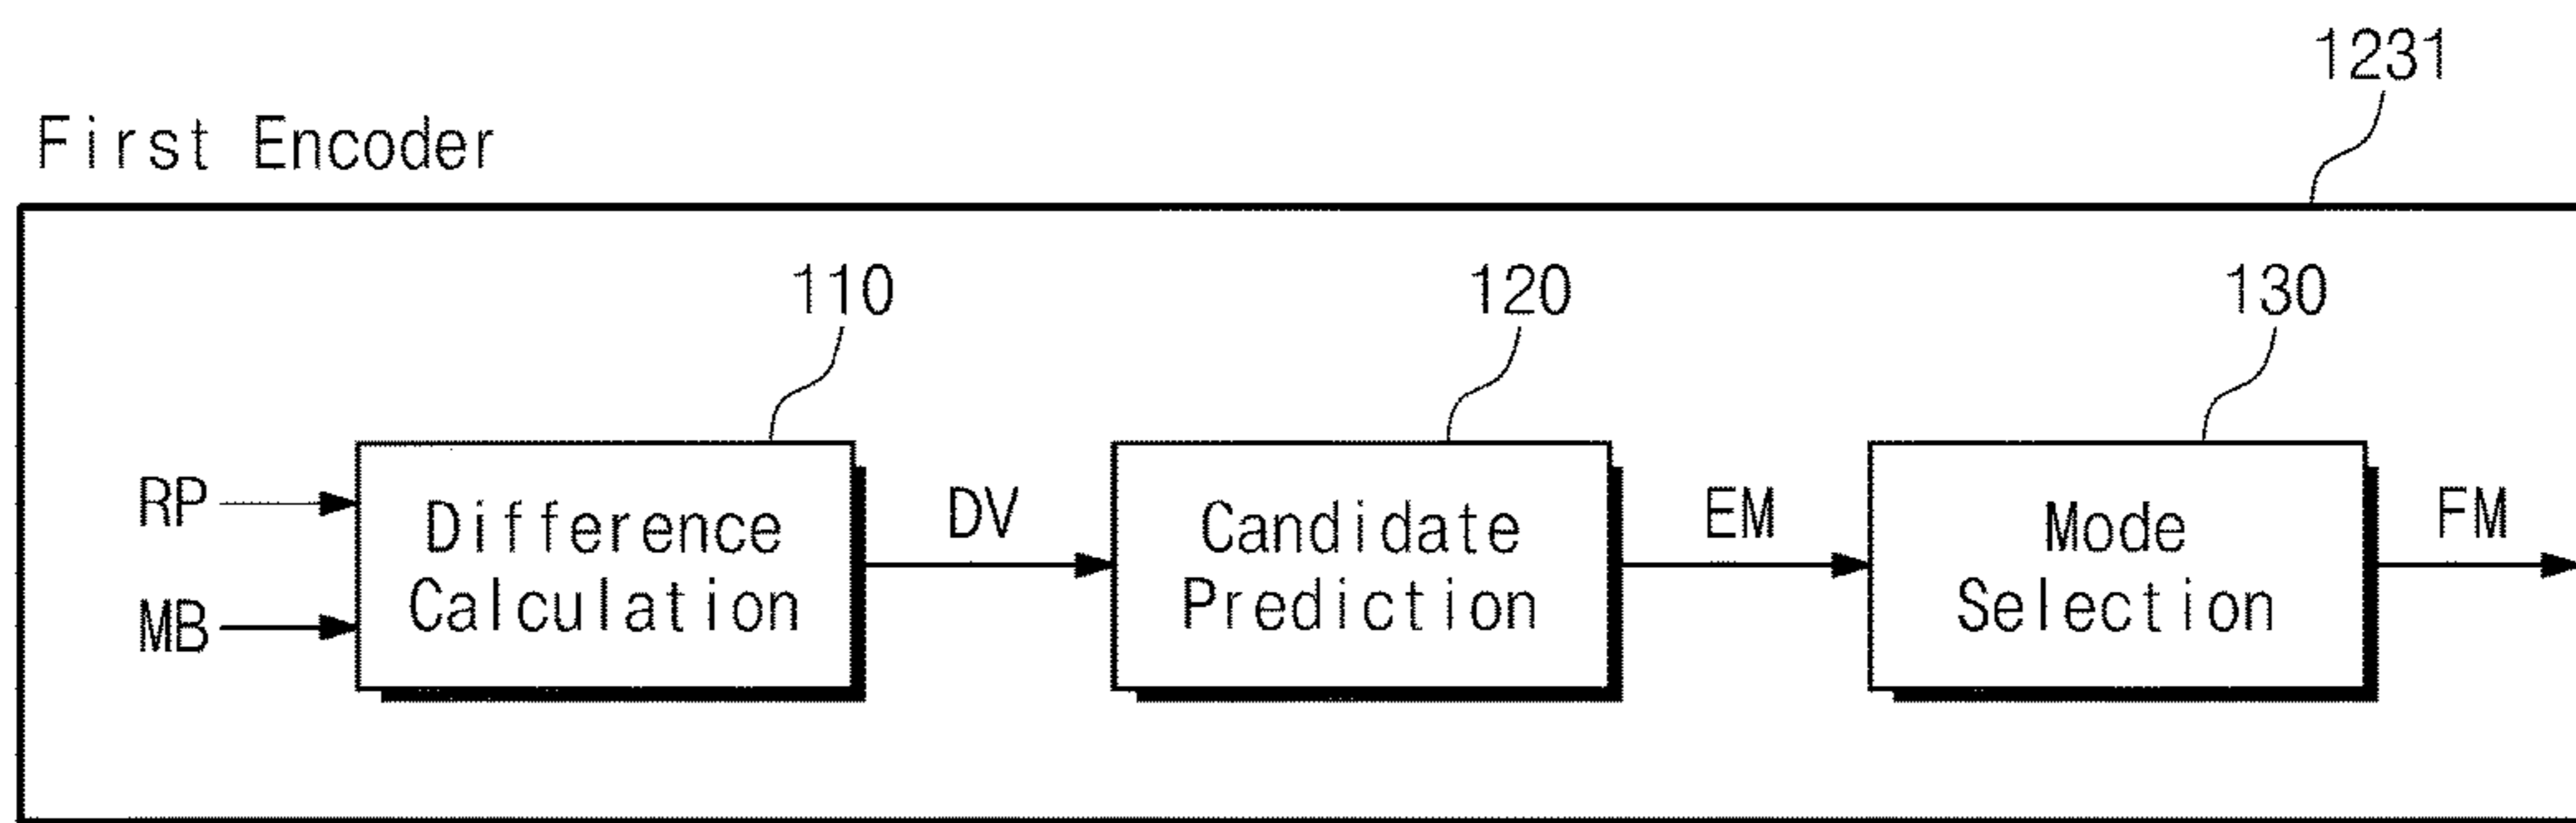 1231
First Encoder
110
120
130
RP
MB
Difference
Calculation
DV
Candidate
Prediction
EM
Mode
Selection
FM